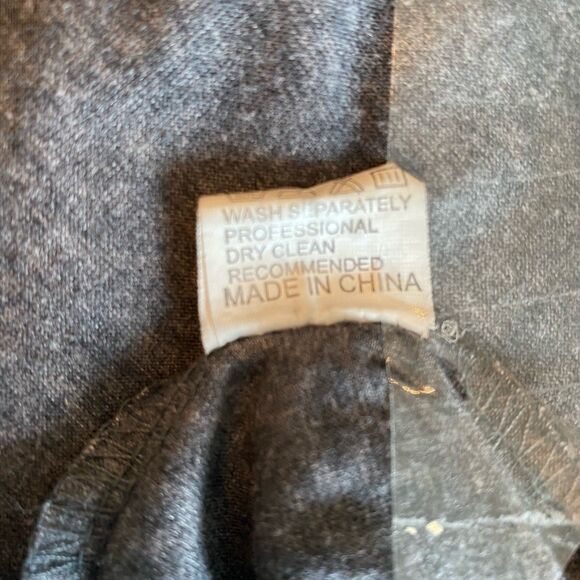 WASH SEPARATELY
PROFESSIONAL
DRY CLEAN
RECOMMENDED
MADE IN CHINA